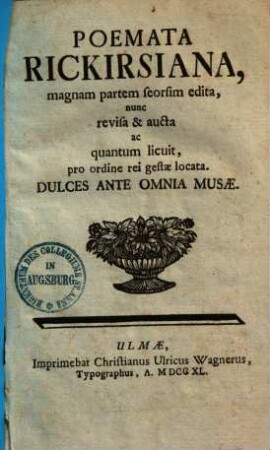 POEMATA
RICKIRSIANA,
magnam partem seorsim edita,
nunc
revisa & aucta
ac
quantum licuit,
pro ordine rei gestæ locata.
DULCES ANTE OMNIA MUSÆ.
IN
AUGSBURG
ULMÆ,
Imprimebat Christianus Ulricus Wagnerus,
Typographus, A. MDCCXL.